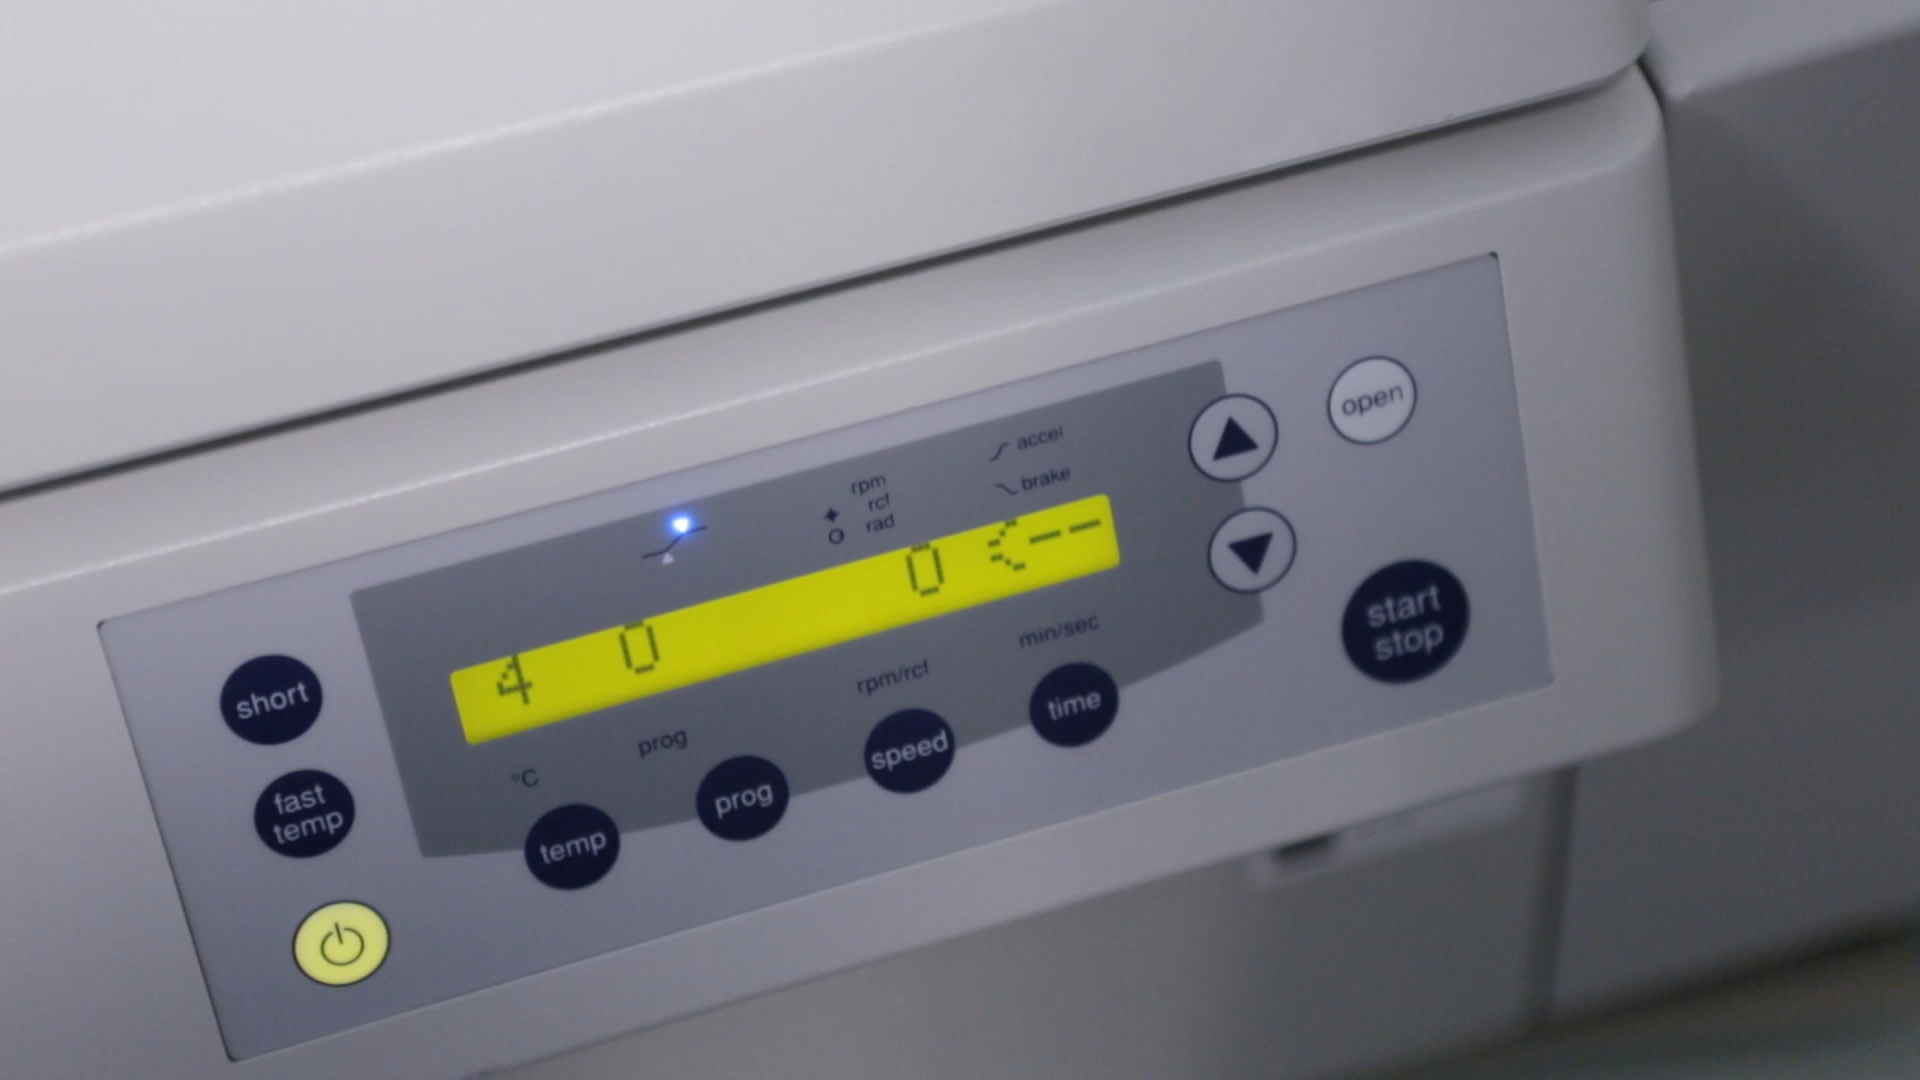 accel
rpm
rcf
rad
brake
open
4 0 0 <--
short
fast
temp
°C
prog
rpm/rcf
min/sec
temp
prog
speed
time
start
stop